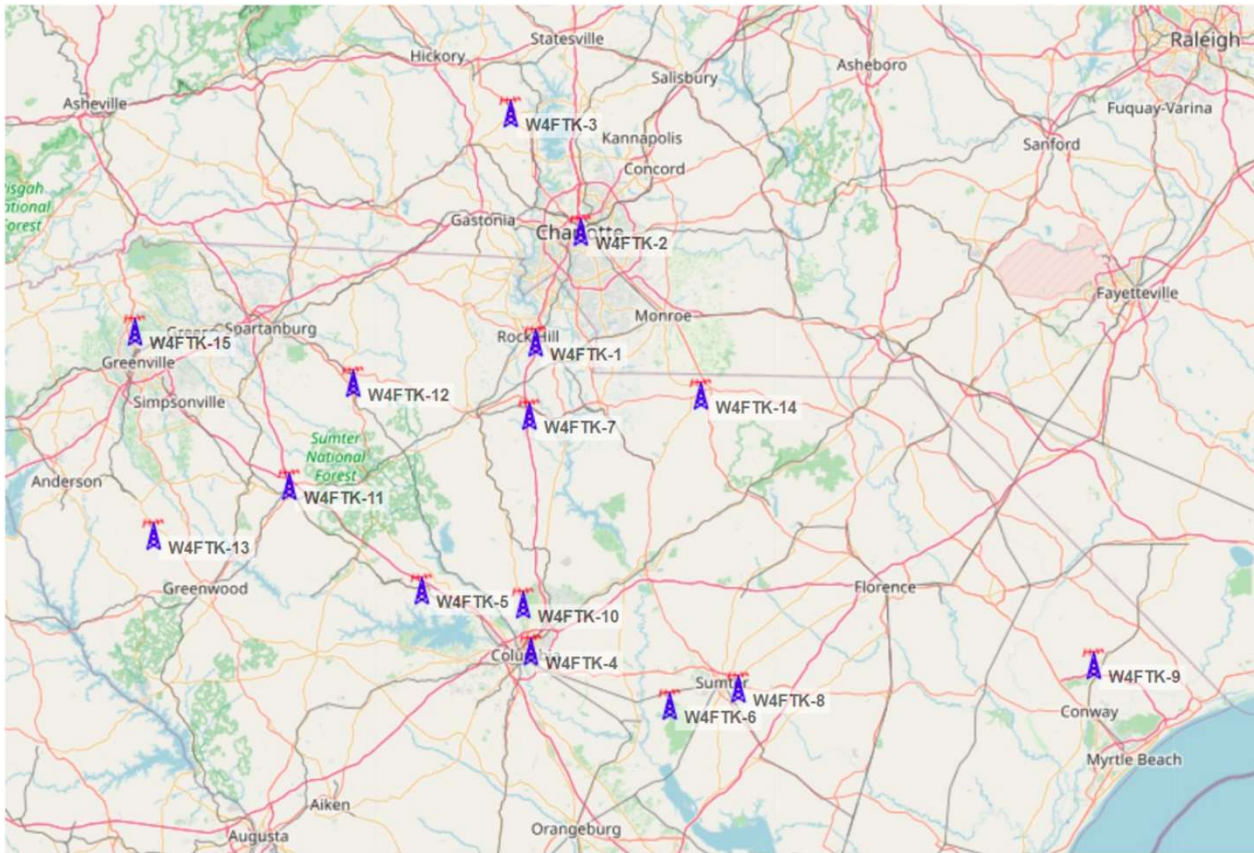 Statesville
Hickory
Raleigh
Asheboro
Salisbury
Asheville
Fuquay-Varina
W4FTK-3
Kannapolis
Sanford
Concord
isgah
National
Forest
Gastonia
Charlotte
W4FTK-2
Fayetteville
Monroe
Spartanburg
Rock Hill
W4FTK-15
W4FTK-1
Greenville
W4FTK-12
Simpsonville
W4FTK-14
W4FTK-7
Sumter
National
Forest
Anderson
W4FTK-11
W4FTK-13
Greenwood
Florence
W4FTK-5
W4FTK-10
Columbia
W4FTK-4
Sumter
W4FTK-9
W4FTK-8
W4FTK-6
Conway
Myrtle Beach
Aiken
Orangeburg
Augusta